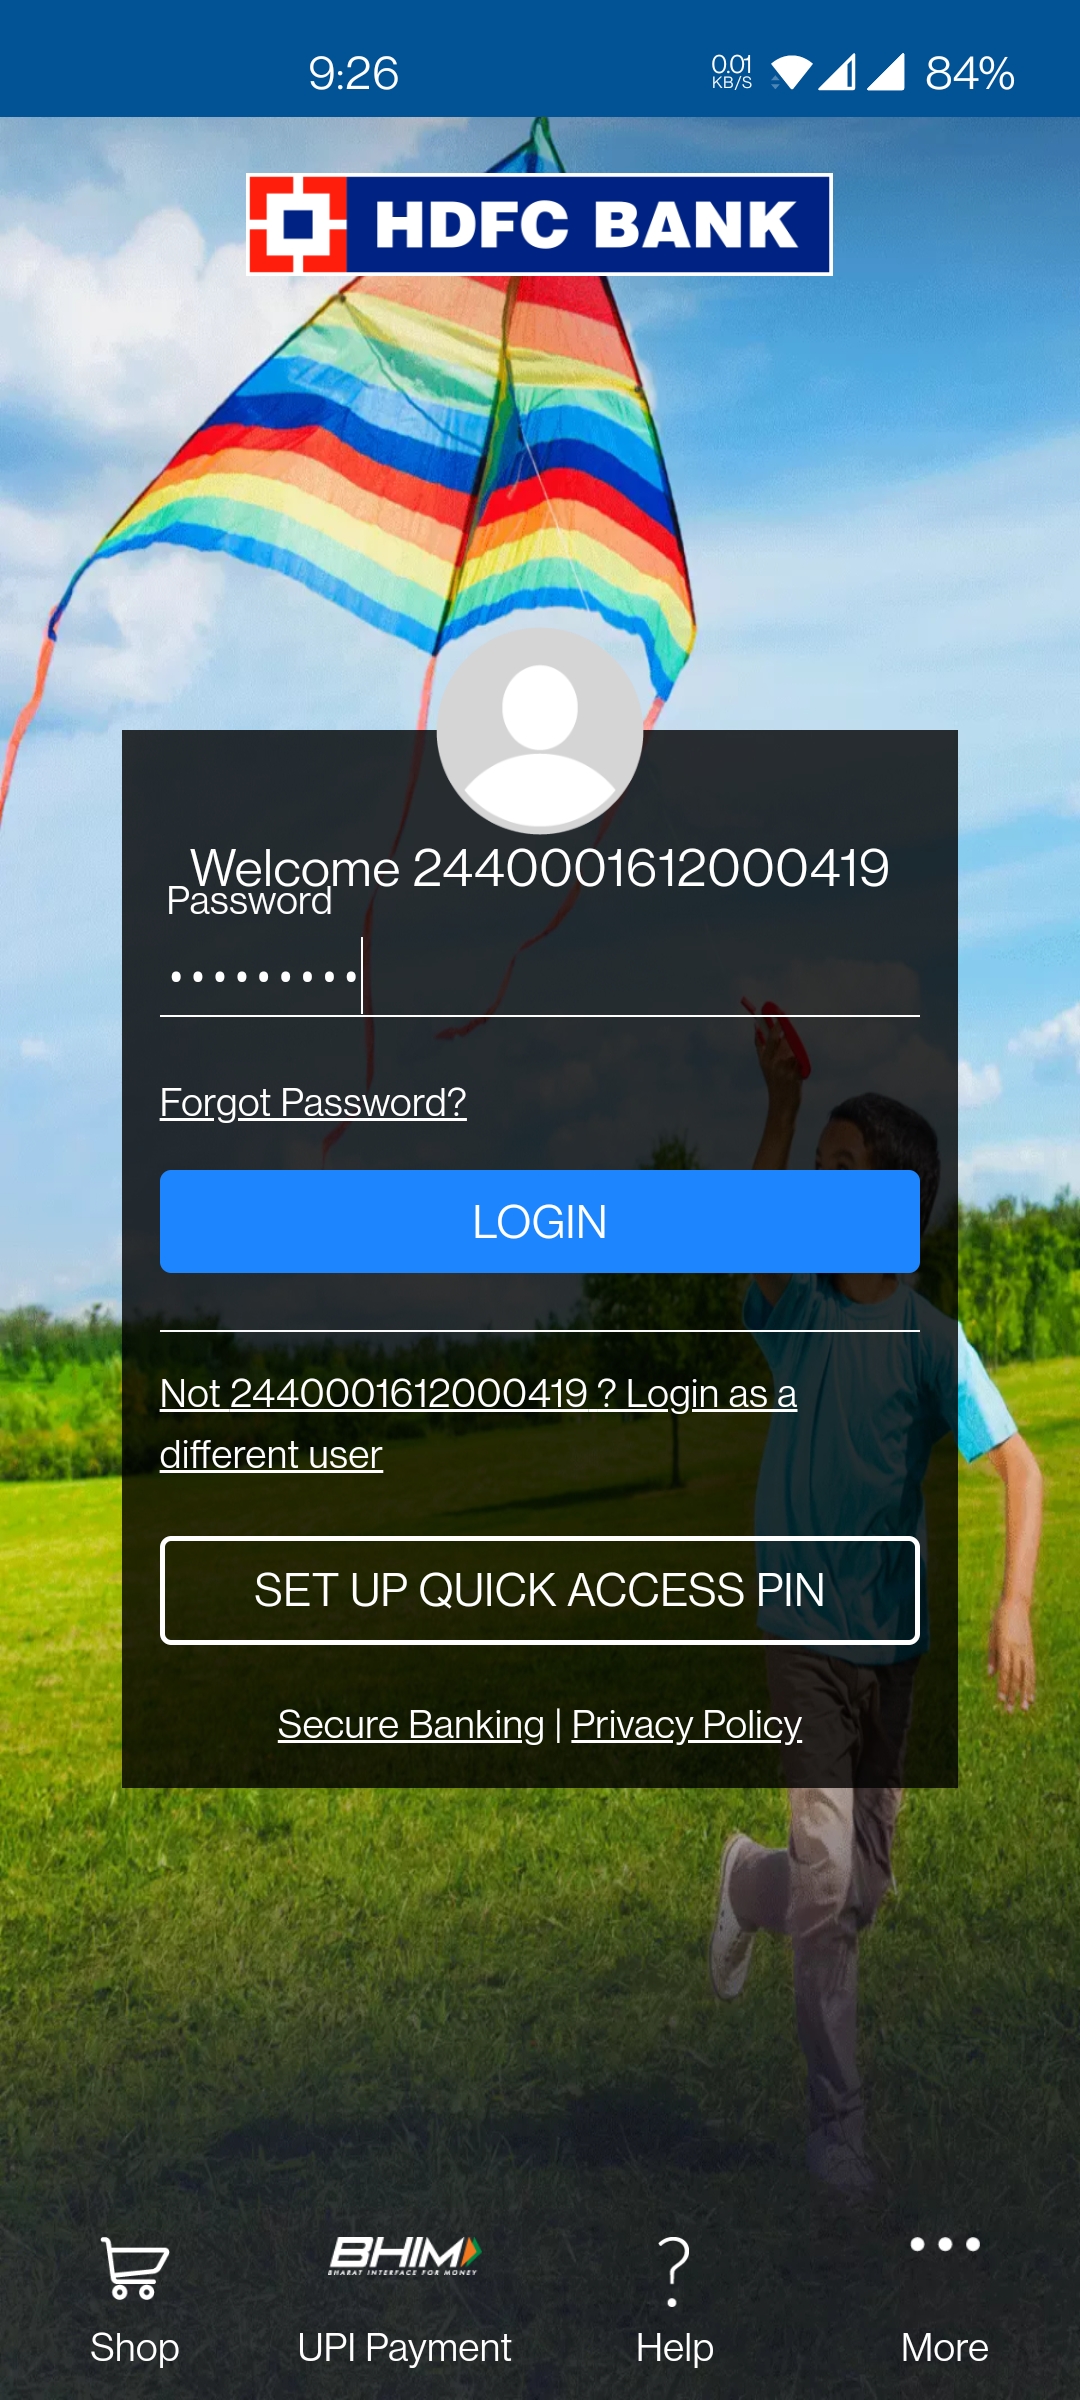 9:26
0.01
KB/S
84%
HDFC BANK
Welcome 2440001612000419
Password
Forgot Password?
LOGIN
Not 2440001612000419 ? Login as a
different user
SET UP QUICK ACCESS PIN
Secure Banking | Privacy Policy
BHIM
BHARAT INTERFACE FOR MONEY
Shop
UPI Payment
Help
More